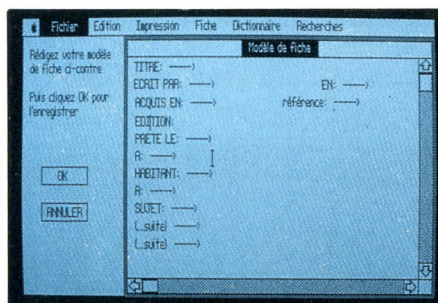 Fichier Edition Impression Fiche Dictionnaire Recherches
Modèle de fiche
Rédigez votre modèle
de fiche ci-contre
Puis cliquez OK pour
l'enregistrer
OK
ANNULER
TITRE: ——〉
ECRIT PAR: ——〉 EN: ——〉
ACQUIS EN: ——〉 référence: ——〉
EDITION:
PRETE LE: ——〉
A: ——〉
HABITANT: ——〉
A: ——〉
SUJET: ——〉
(...suite) ——〉
(...suite) ——〉